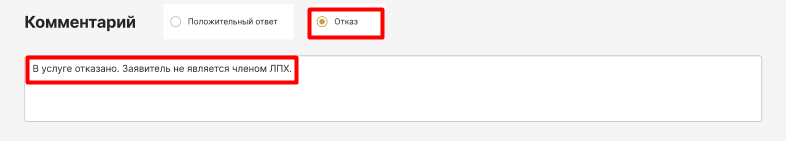 Комментарий
Положительный ответ
Отказ
В услуге отказано. Заявитель не является членом ЛПХ.